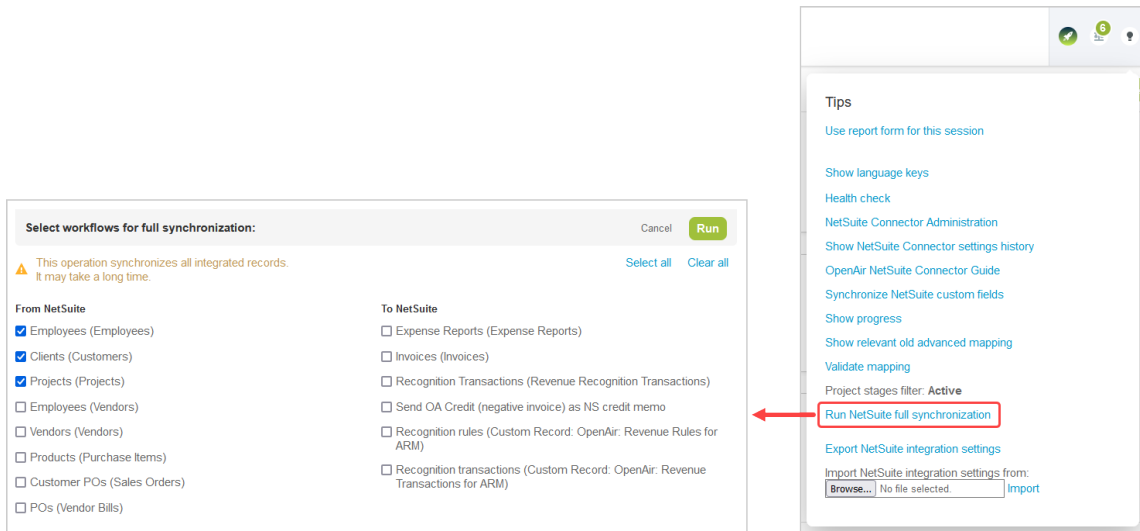 Select workflows for full synchronization:
Cancel
Run
This operation synchronizes all integrated records.
It may take a long time.
Select all
Clear all
From NetSuite
Employees (Employees)
Clients (Customers)
Projects (Projects)
Employees (Vendors)
Vendors (Vendors)
Products (Purchase Items)
Customer POs (Sales Orders)
POs (Vendor Bills)
To NetSuite
Expense Reports (Expense Reports)
Invoices (Invoices)
Recognition Transactions (Revenue Recognition Transactions)
Send OA Credit (negative invoice) as NS credit memo
Recognition rules (Custom Record: OpenAir: Revenue Rules for
ARM)
Recognition transactions (Custom Record: OpenAir: Revenue
Transactions for ARM)
6
Tips
Use report form for this session
Show language keys
Health check
NetSuite Connector Administration
Show NetSuite Connector settings history
OpenAir NetSuite Connector Guide
Synchronize NetSuite custom fields
Show progress
Show relevant old advanced mapping
Validate mapping
Project stages filter: Active
Run NetSuite full synchronization
Export NetSuite integration settings
Import NetSuite integration settings from:
Browse... No file selected. Import